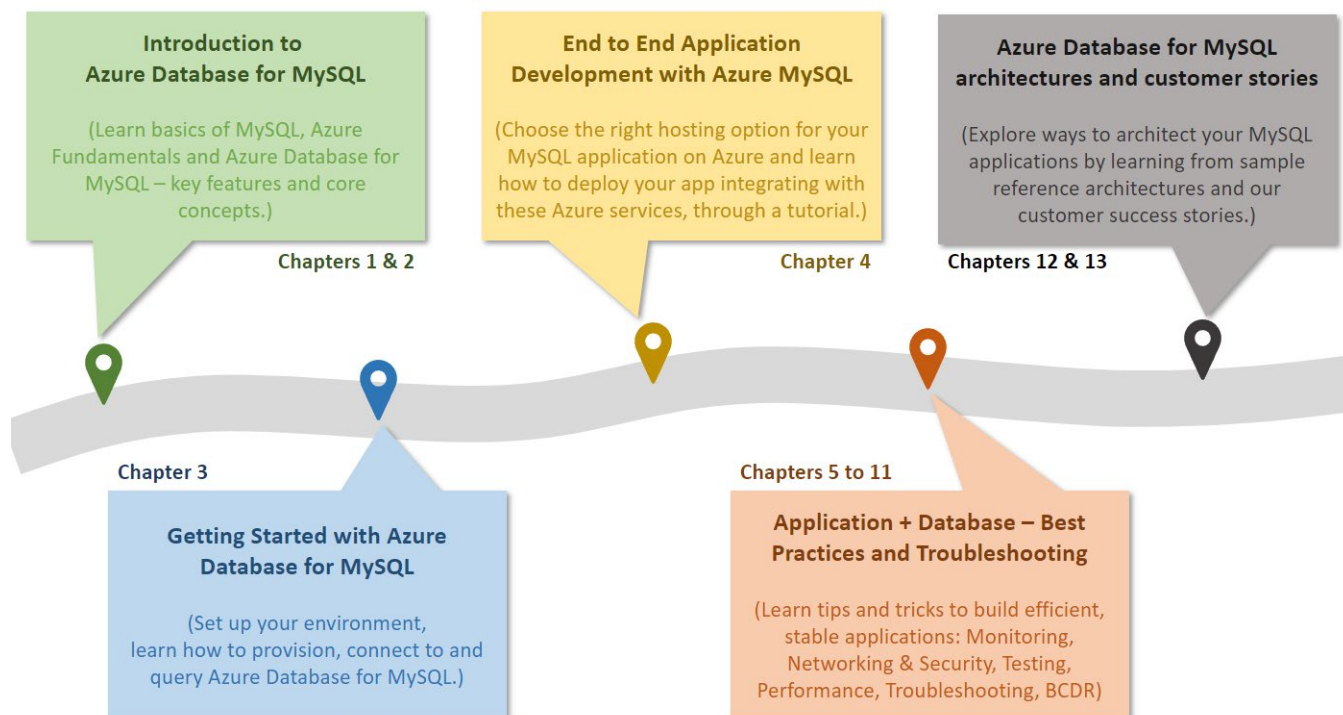 Introduction to
Azure Database for MySQL
(Learn basics of MySQL, Azure
Fundamentals and Azure Database for
MySQL – key features and core
concepts.)
Chapters 1 & 2
End to End Application
Development with Azure MySQL
(Choose the right hosting option for your
MySQL application on Azure and learn
how to deploy your app integrating with
these Azure services, through a tutorial.)
Chapter 4
Azure Database for MySQL
architectures and customer stories
(Explore ways to architect your MySQL
applications by learning from sample
reference architectures and our
customer success stories.)
Chapters 12 & 13
Chapter 3
Getting Started with Azure
Database for MySQL
(Set up your environment,
learn how to provision, connect to and
query Azure Database for MySQL.)
Chapters 5 to 11
Application + Database – Best
Practices and Troubleshooting
(Learn tips and tricks to build efficient,
stable applications: Monitoring,
Networking & Security, Testing,
Performance, Troubleshooting, BCDR)